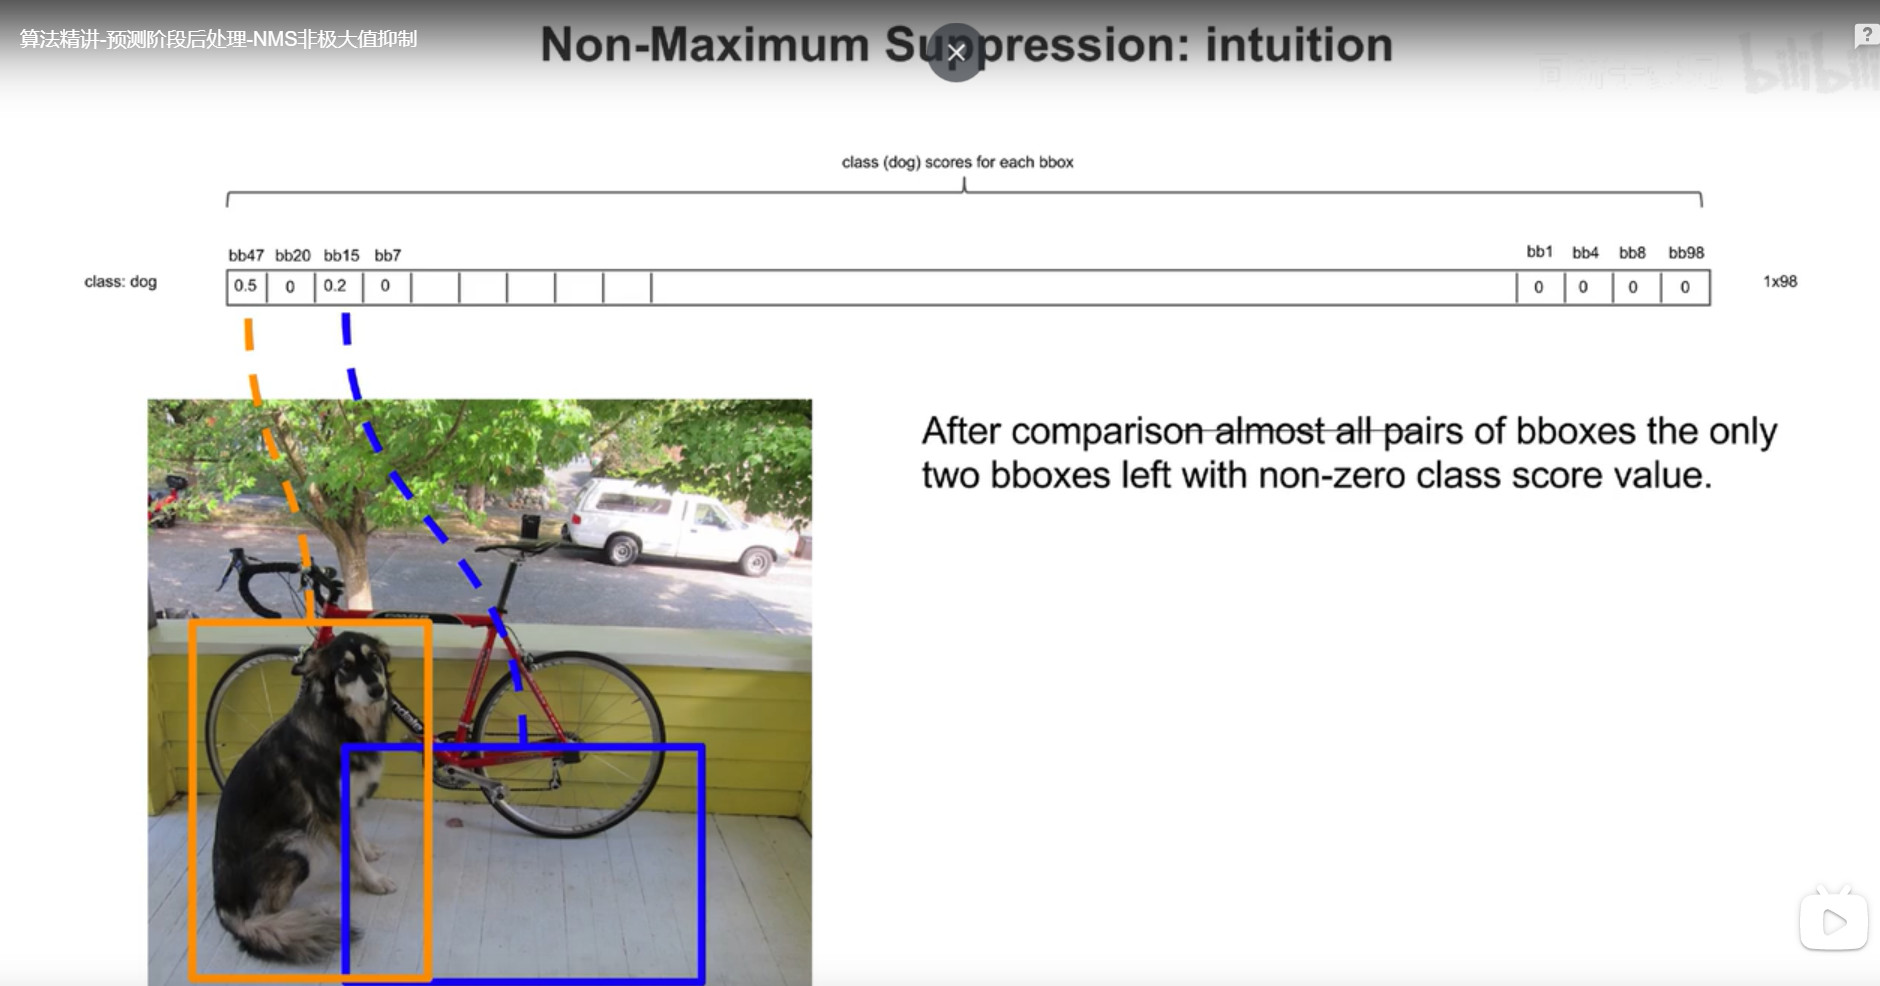 算法精讲-预测阶段后处理-NMS非极大值抑制
Non-Maximum Suppression: intuition
class (dog) scores for each bbox
bb47 bb20 bb15 bb7 bb1 bb4 bb8 bb98
class: dog 0.5 0 0.2 0 0 0 0 0 1x98
After comparison almost all pairs of bboxes the only
two bboxes left with non-zero class score value.